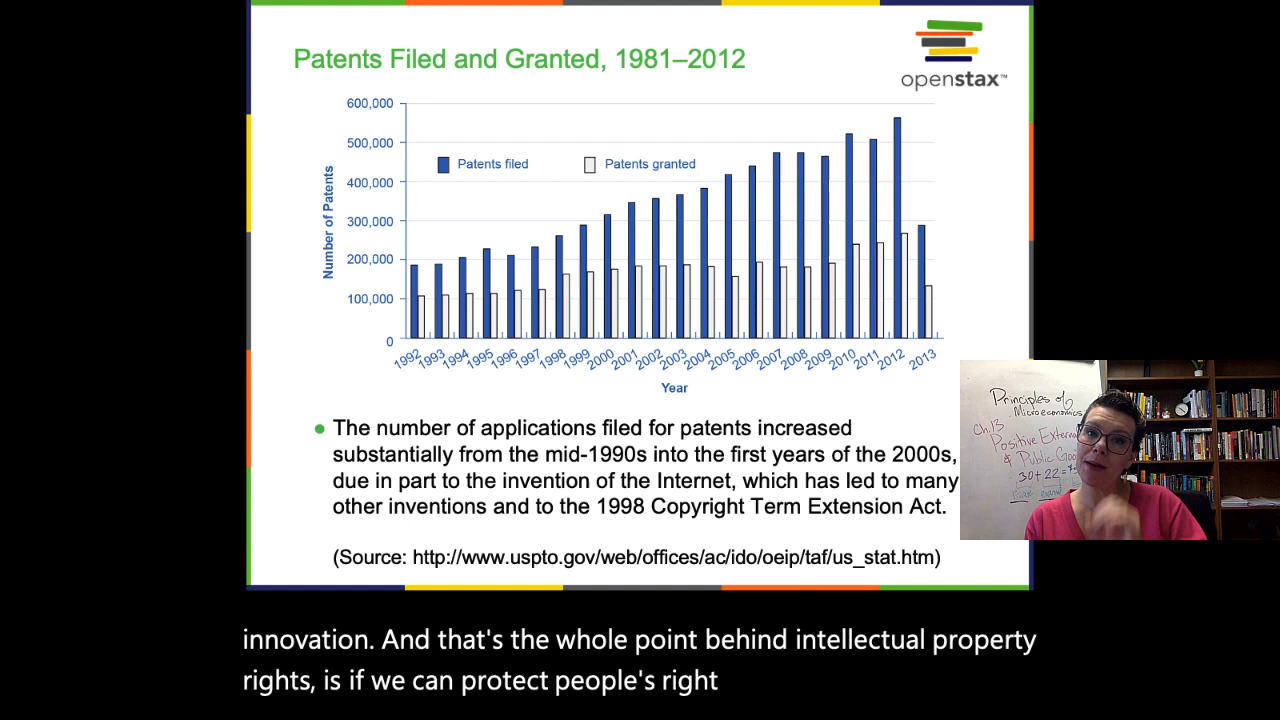 Patents Filed and Granted, 1981–2012
openstax™
600,000
500,000
400,000
300,000
200,000
100,000
0
Number of Patents
Patents filed
Patents granted
1992
1993
1994
1995
1996
1997
1998
1999
2000
2001
2002
2003
2004
2005
2006
2007
2008
2009
2010
2011
2012
2013
Year
• The number of applications filed for patents increased
substantially from the mid-1990s into the first years of the 2000s,
due in part to the invention of the Internet, which has led to many
other inventions and to the 1998 Copyright Term Extension Act.
(Source: http://www.uspto.gov/web/offices/ac/ido/oeip/taf/us_stat.htm)
Principles of
Microeconomics
Ch.13
Positive Extern
& Public Go
30+22=
innovation. And that's the whole point behind intellectual property
rights, is if we can protect people's right